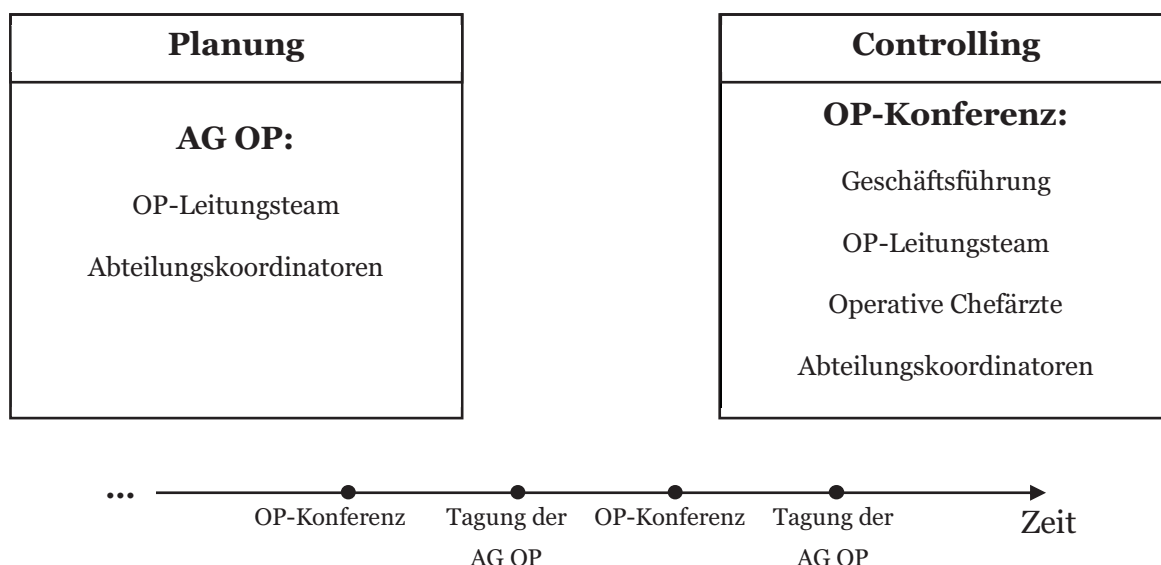 Planung
AG OP:
OP-Leitungsteam
Abteilungskoordinatoren
Controlling
OP-Konferenz:
Geschäftsführung
OP-Leitungsteam
Operative Chefärzte
Abteilungskoordinatoren
...
OP-Konferenz
Tagung der
AG OP
OP-Konferenz
Tagung der
AG OP
Zeit